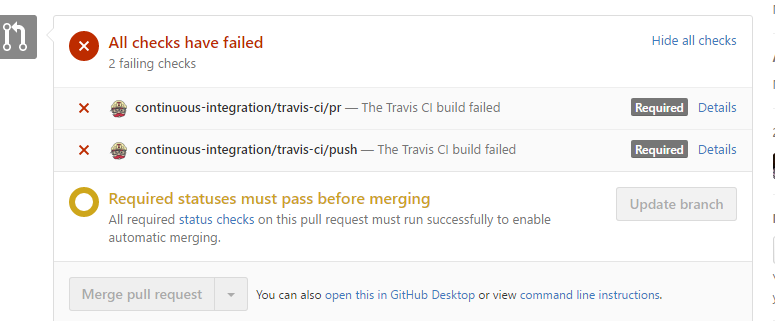 All checks have failed
Hide all checks
2 failing checks
continuous-integration/travis-ci/pr — The Travis CI build failed
Required
Details
continuous-integration/travis-ci/push — The Travis CI build failed
Required
Details
Required statuses must pass before merging
Update branch
All required status checks on this pull request must run successfully to enable
automatic merging.
Merge pull request
You can also open this in GitHub Desktop or view command line instructions.